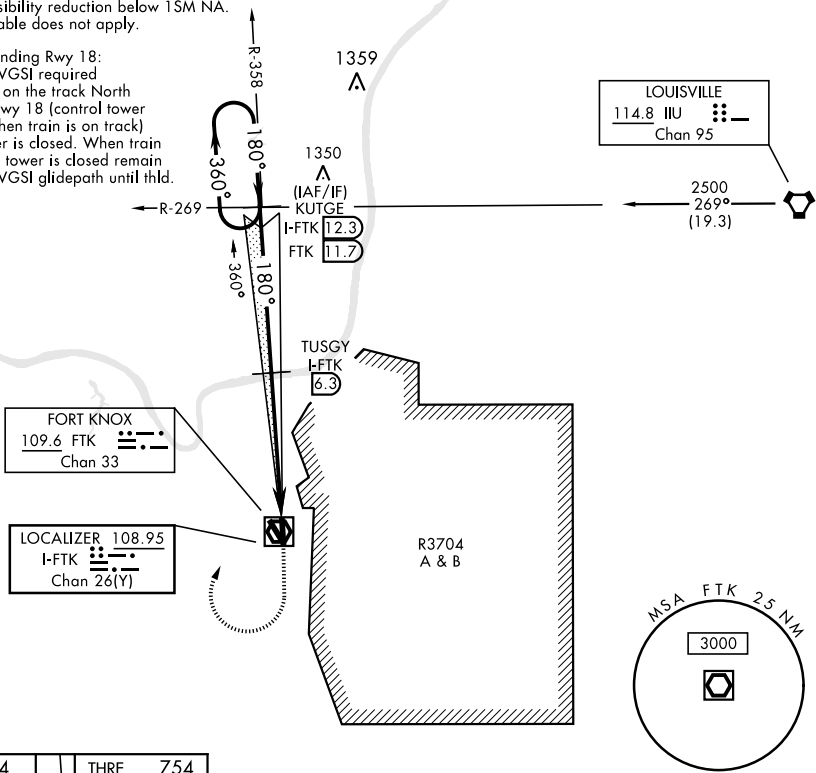 sibility reduction below 1SM NA.
able does not apply.
nding Rwy 18:
VGSI required
on the track North
wy 18 (control tower
hen train is on track)
er is closed. When train
tower is closed remain
VGSI glidepath until thld.
R-358
1359
LOUISVILLE
114.8 IIU
Chan 95
180°
360°
1350
(IAF/IF)
KUTGE
R-269
I-FTK 12.3
FTK 11.7
2500
269°
(19.3)
360°
180°
TUSGY
I-FTK
6.3
FORT KNOX
109.6 FTK
Chan 33
LOCALIZER 108.95
I-FTK
Chan 26(Y)
R3704
A & B
MSA FTK 25 NM
3000
4 THRE 754